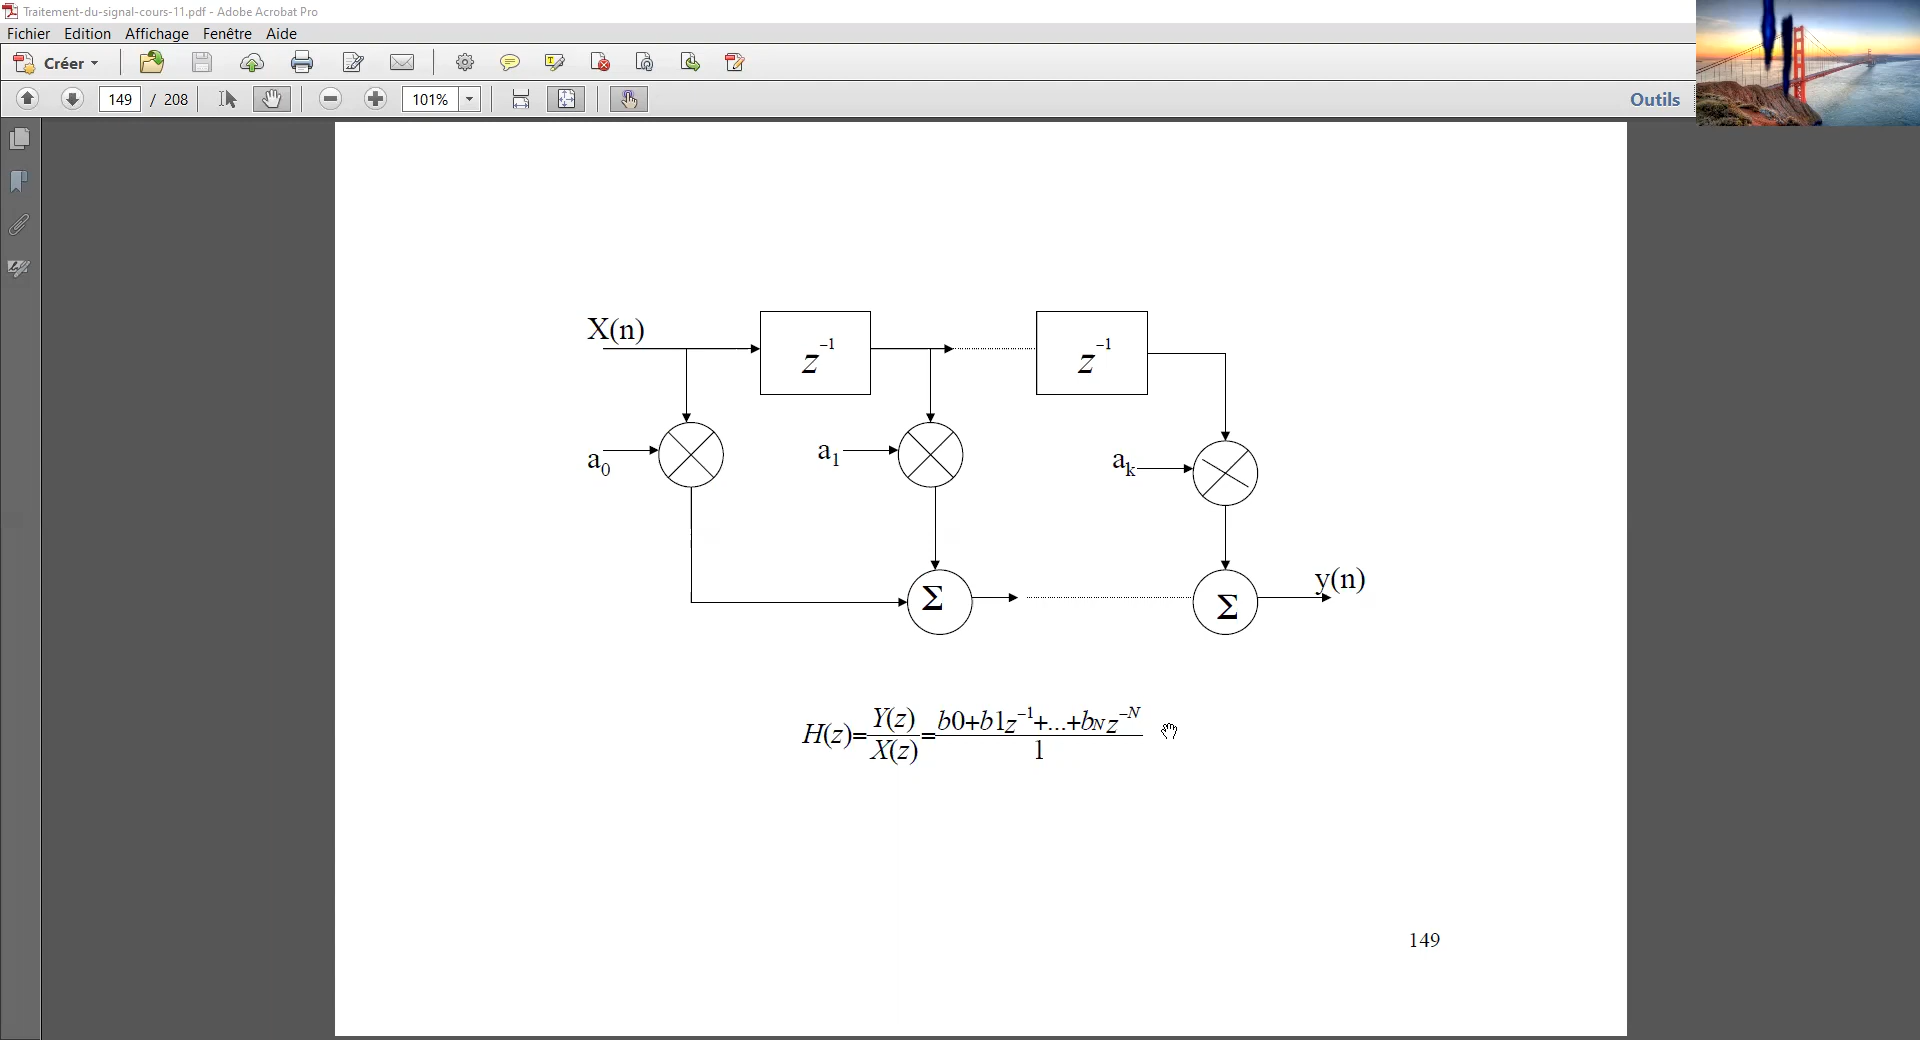 Traitement-du-signal-cours-11.pdf - Adobe Acrobat Pro
Fichier Edition Affichage Fenêtre Aide
Créer
149 / 208 101% Outils
X(n)
z⁻¹ z⁻¹
a₀ a₁ aₖ
Σ Σ y(n)
H(z)=Y(z)/X(z)=b0+b1z⁻¹+...+bNz⁻ᴺ/1
149